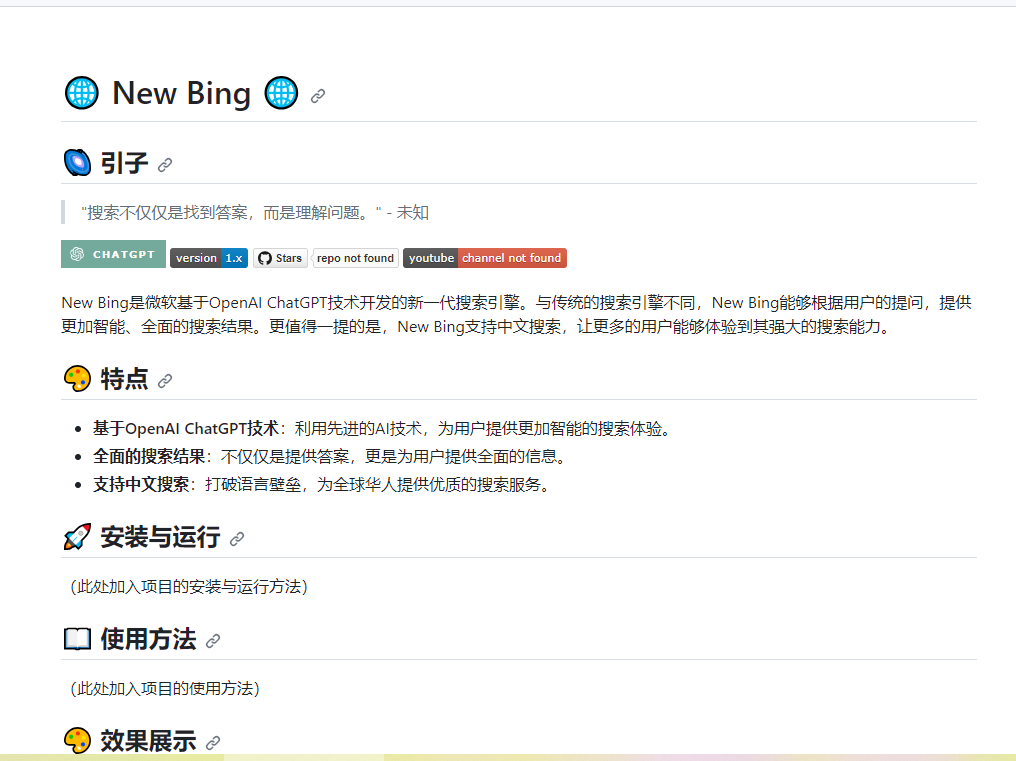 New Bing
引子
"搜索不仅仅是找到答案，而是理解问题。" - 未知
CHATGPT version 1.x Stars repo not found youtube channel not found
New Bing是微软基于OpenAI ChatGPT技术开发的新一代搜索引擎。与传统的搜索引擎不同，New Bing能够根据用户的提问，提供
更加智能、全面的搜索结果。更值得一提的是，New Bing支持中文搜索，让更多的用户能够体验到其强大的搜索能力。
特点
基于OpenAI ChatGPT技术：利用先进的AI技术，为用户提供更加智能的搜索体验。
全面的搜索结果：不仅仅是提供答案，更是为用户提供全面的信息。
支持中文搜索：打破语言壁垒，为全球华人提供优质的搜索服务。
安装与运行
（此处加入项目的安装与运行方法）
使用方法
（此处加入项目的使用方法）
效果展示